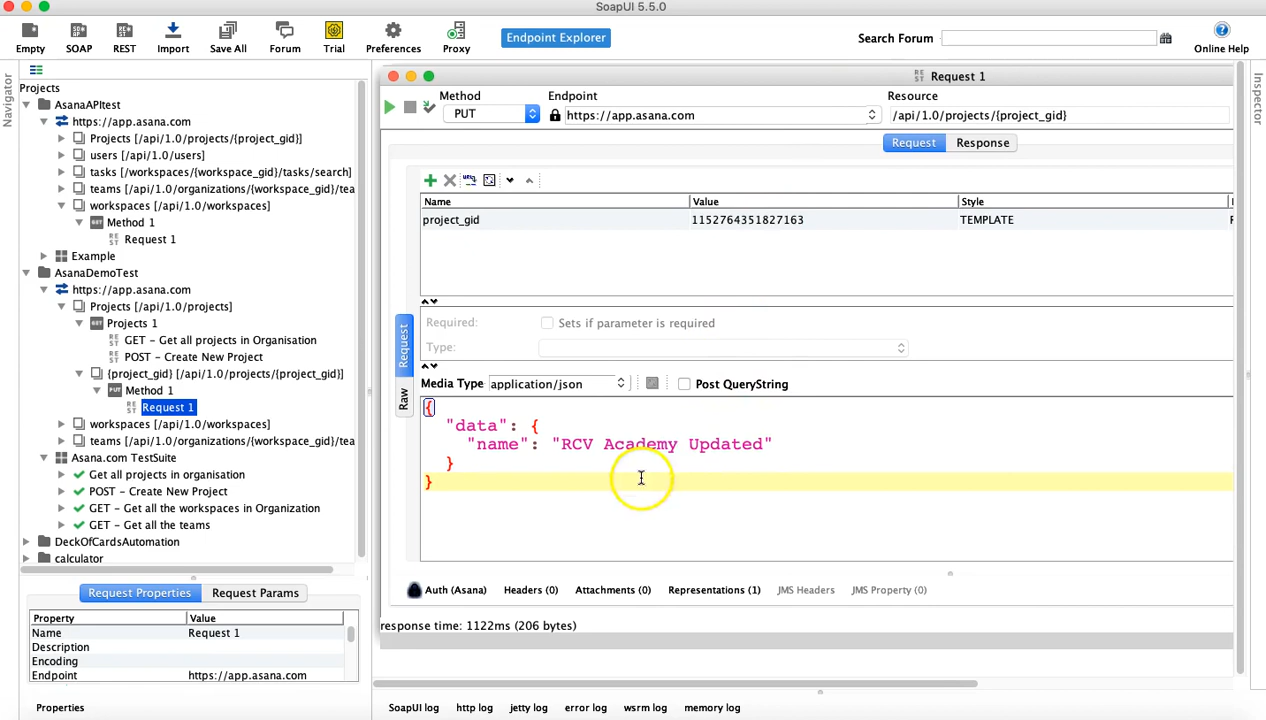 SoapUI 5.5.0
Empty SOAP REST Import Save All Forum Trial Preferences Proxy Endpoint Explorer Search Forum Online Help
Navigator
Projects
AsanaAPItest
https://app.asana.com
Projects [/api/1.0/projects/{project_gid}]
users [/api/1.0/users]
tasks [/workspaces/{workspace_gid}/tasks/search]
teams [/api/1.0/organizations/{workspace_gid}/tea
workspaces [/api/1.0/workspaces]
GET Method 1
REST Request 1
Example
AsanaDemoTest
https://app.asana.com
Projects [/api/1.0/projects]
GET Projects 1
REST GET - Get all projects in Organisation
REST POST - Create New Project
{project_gid} [/api/1.0/projects/{project_gid}]
PUT Method 1
REST Request 1
workspaces [/api/1.0/workspaces]
teams [/api/1.0/organizations/{workspace_gid}/tea
Asana.com TestSuite
Get all projects in organisation
POST - Create New Project
GET - Get all the workspaces in Organization
GET - Get all the teams
DeckOfCardsAutomation
calculator
Request Properties Request Params
Property Value
Name Request 1
Description
Encoding
Endpoint https://app.asana.com
Properties
REST Request 1
Method Endpoint Resource
PUT https://app.asana.com /api/1.0/projects/{project_gid}
Request Response
Name Value Style
project_gid 1152764351827163 TEMPLATE
Required: Sets if parameter is required
Type:
Request
Raw
Media Type application/json Post QueryString
{
"data": {
"name": "RCV Academy Updated"
}
}
Auth (Asana) Headers (0) Attachments (0) Representations (1) JMS Headers JMS Property (0)
response time: 1122ms (206 bytes)
SoapUI log http log jetty log error log wsrm log memory log
Inspector